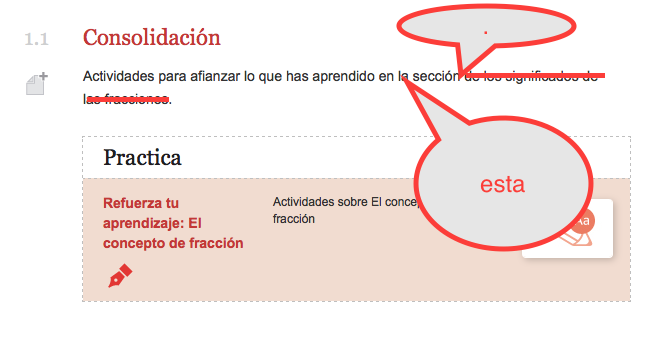 .
1.1 Consolidación
Actividades para afianzar lo que has aprendido en la sección de los significados de
las fracciones.
esta
Practica
Refuerza tu
aprendizaje: El
concepto de fracción
Actividades sobre El
fracción
Aa